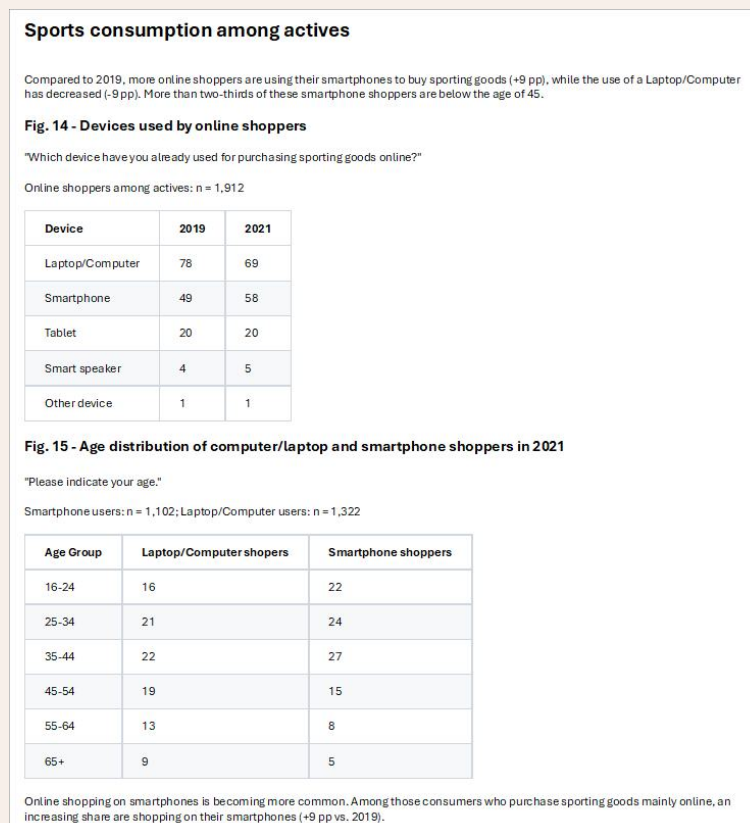 Sports consumption among actives
Compared to 2019, more online shoppers are using their smartphones to buy sporting goods (+9 pp), while the use of a Laptop/Computer
has decreased (-9 pp). More than two-thirds of these smartphone shoppers are below the age of 45.
Fig. 14 - Devices used by online shoppers
"Which device have you already used for purchasing sporting goods online?"
Online shoppers among actives: n = 1,912
Device 2019 2021
Laptop/Computer 78 69
Smartphone 49 58
Tablet 20 20
Smart speaker 4 5
Other device 1 1
Fig. 15 - Age distribution of computer/laptop and smartphone shoppers in 2021
"Please indicate your age."
Smartphone users: n = 1,102; Laptop/Computer users: n = 1,322
Age Group Laptop/Computer shopers Smartphone shoppers
16-24 16 22
25-34 21 24
35-44 22 27
45-54 19 15
55-64 13 8
65+ 9 5
Online shopping on smartphones is becoming more common. Among those consumers who purchase sporting goods mainly online, an
increasing share are shopping on their smartphones (+9 pp vs. 2019).